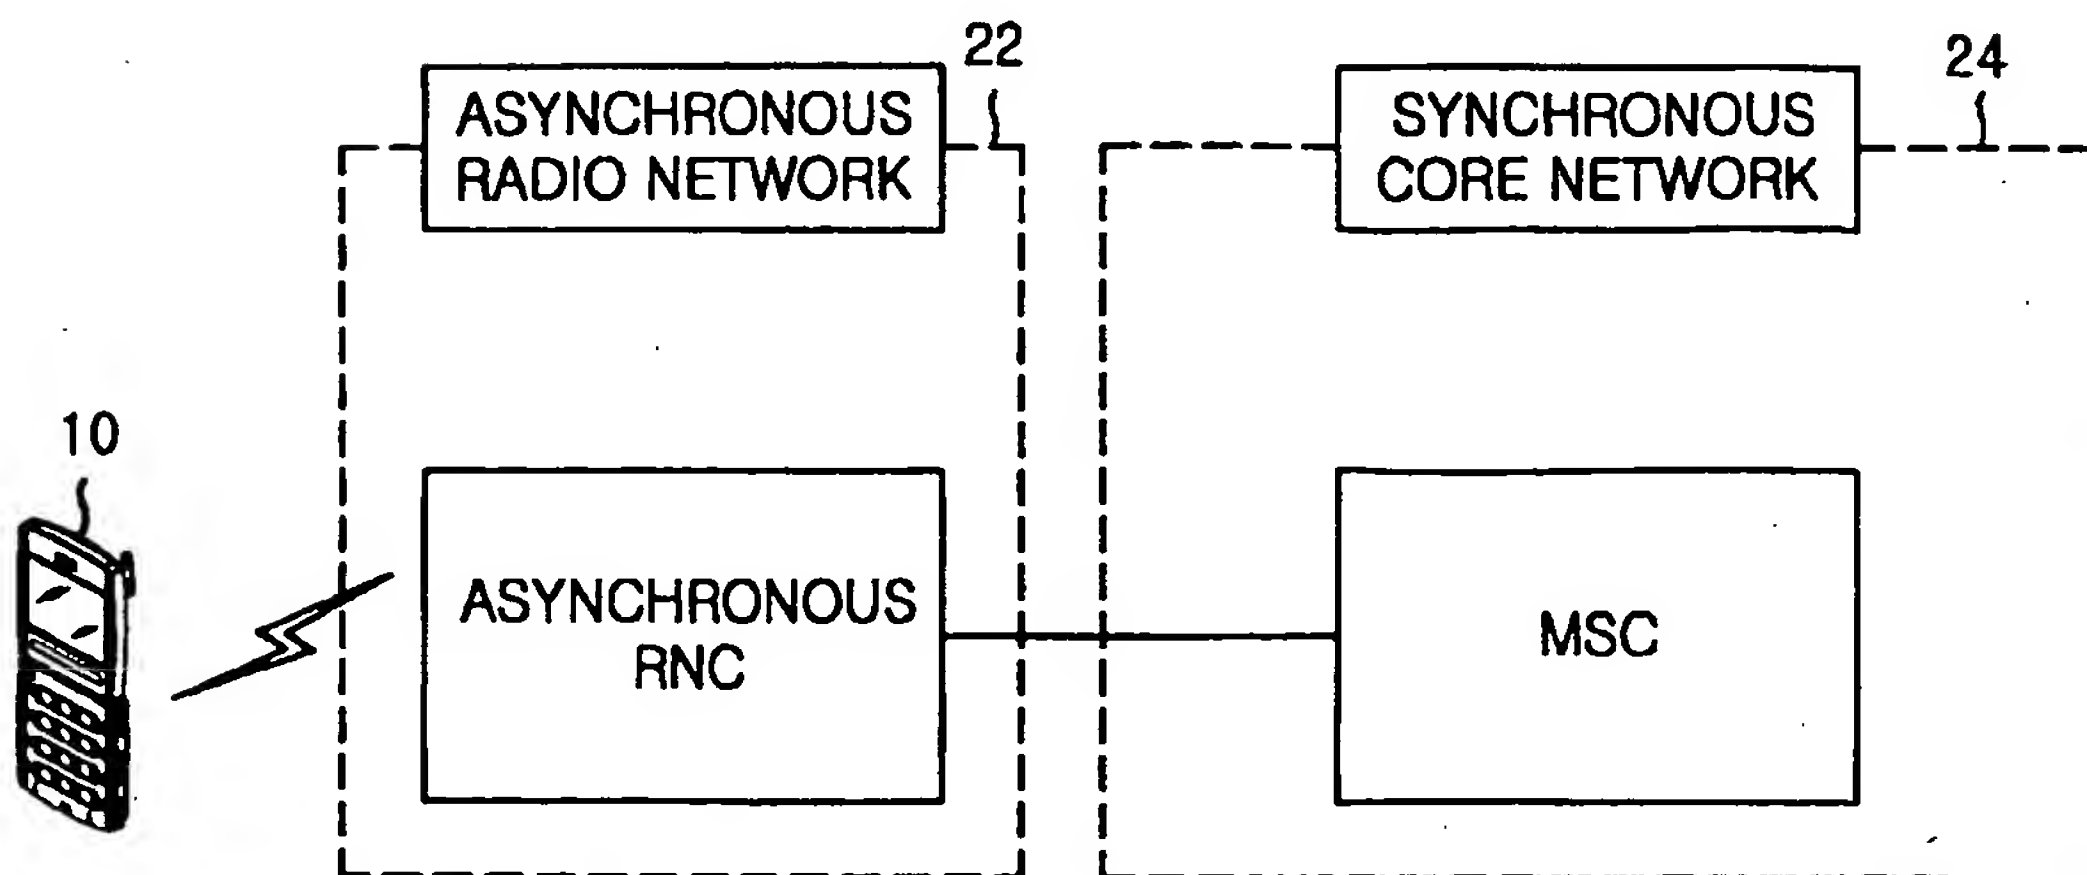 22
24
ASYNCHRONOUS
RADIO NETWORK
SYNCHRONOUS
CORE NETWORK
10
ASYNCHRONOUS
RNC
MSC